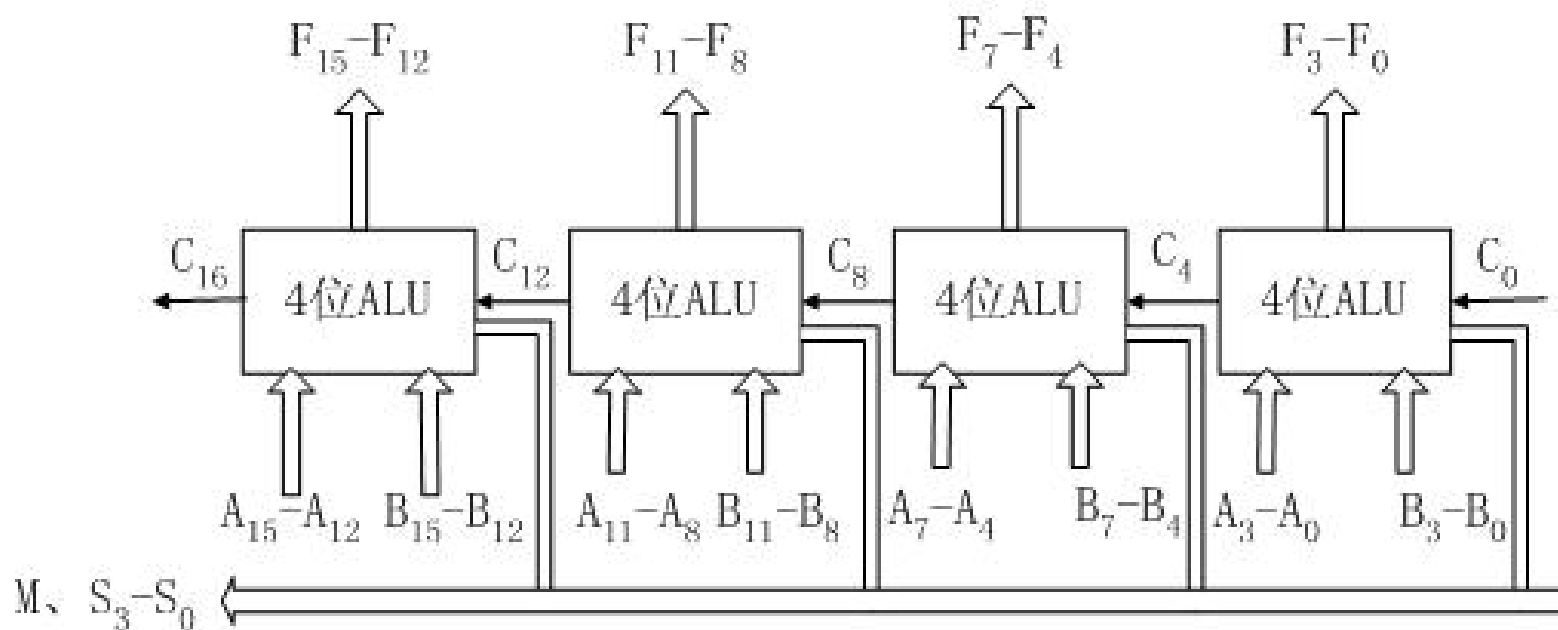 F₁₅-F₁₂ F₁₁-F₈ F₇-F₄ F₃-F₀
C₁₆ 4位ALU C₁₂ 4位ALU C₈ 4位ALU C₄ 4位ALU C₀
A₁₅-A₁₂ B₁₅-B₁₂ A₁₁-A₈ B₁₁-B₈ A₇-A₄ B₇-B₄ A₃-A₀ B₃-B₀
M、S₃-S₀